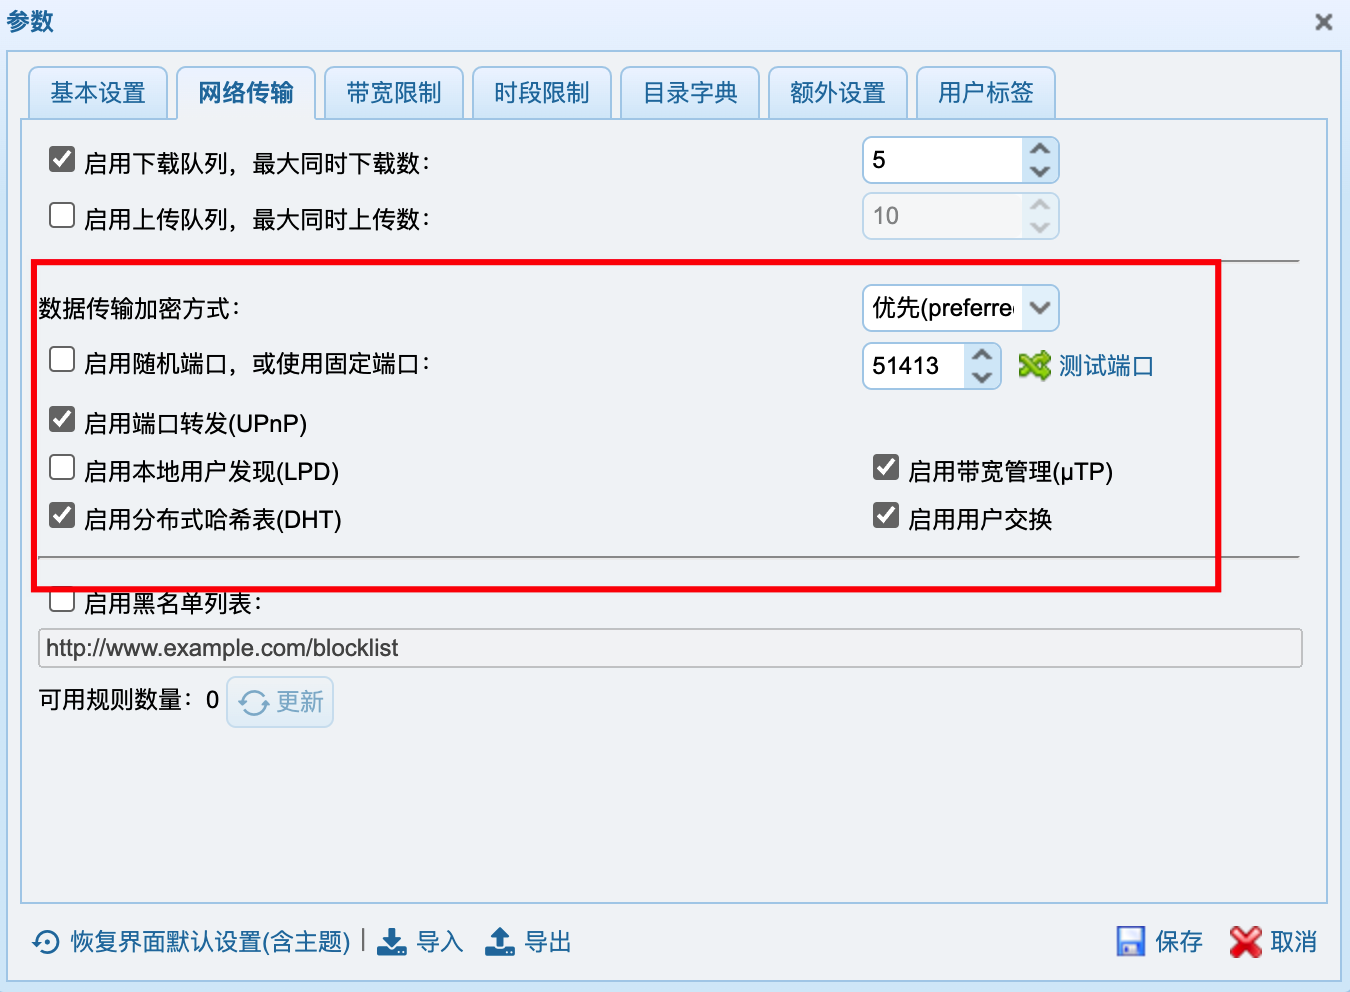 参数
基本设置 网络传输 带宽限制 时段限制 目录字典 额外设置 用户标签
启用下载队列，最大同时下载数： 5
启用上传队列，最大同时上传数： 10
数据传输加密方式： 优先(preferre
启用随机端口，或使用固定端口： 51413 测试端口
启用端口转发(UPnP)
启用本地用户发现(LPD) 启用带宽管理(μTP)
启用分布式哈希表(DHT) 启用用户交换
启用黑名单列表：
http://www.example.com/blocklist
可用规则数量：0 更新
恢复界面默认设置(含主题) | 导入 导出 保存 取消